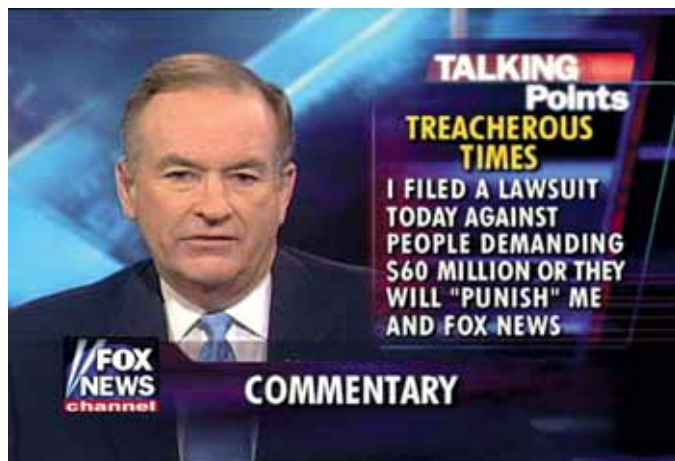 TALKING
Points
TREACHEROUS
TIMES
I FILED A LAWSUIT
TODAY AGAINST
PEOPLE DEMANDING
$60 MILLION OR THEY
WILL "PUNISH" ME
AND FOX NEWS
FOX
NEWS
channel
COMMENTARY